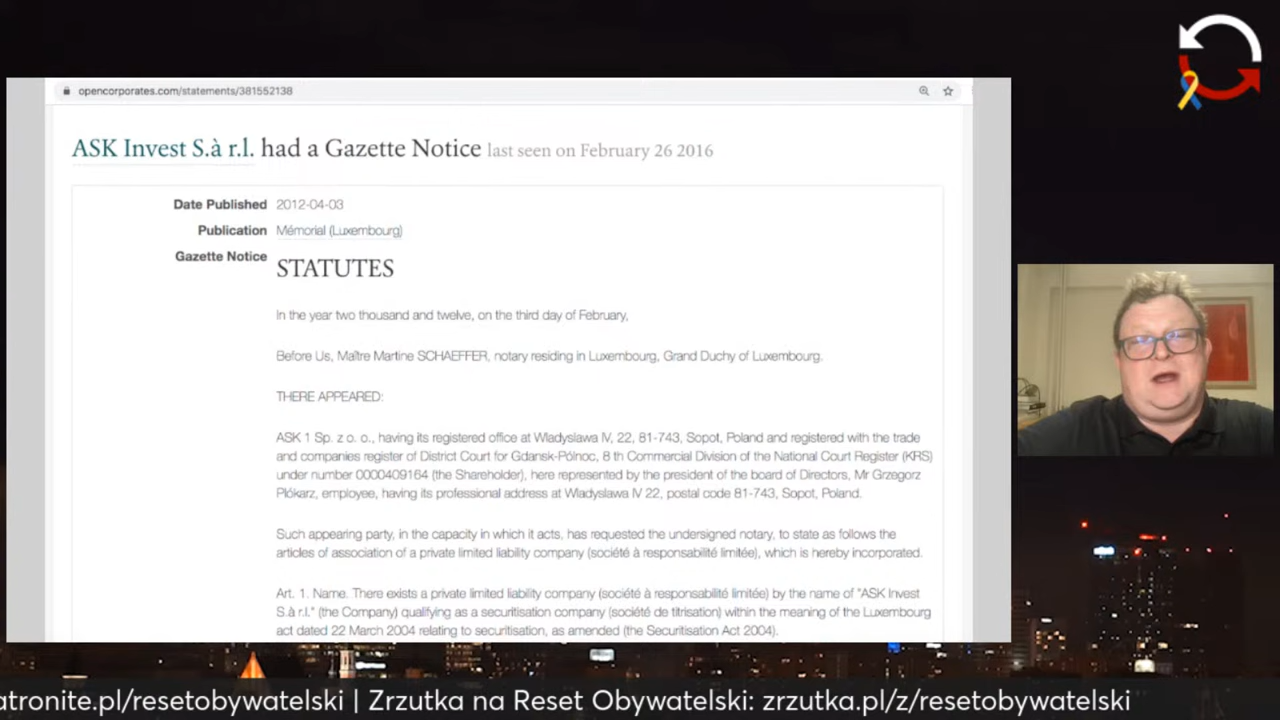 opencorporates.com/statements/381552138
ASK Invest S.à r.l. had a Gazette Notice last seen on February 26 2016
Date Published 2012-04-03
Publication Mémorial (Luxembourg)
Gazette Notice
STATUTES
In the year two thousand and twelve, on the third day of February,
Before Us, Maître Martine SCHAEFFER, notary residing in Luxembourg, Grand Duchy of Luxembourg.
THERE APPEARED:
ASK 1 Sp. z o. o., having its registered office at Wladyslawa IV, 22, 81-743, Sopot, Poland and registered with the trade
and companies register of District Court for Gdansk-Pólnoc, 8 th Commercial Division of the National Court Register (KRS)
under number 0000409164 (the Shareholder), here represented by the president of the board of Directors, Mr Grzegorz
Plókarz, employee, having its professional address at Wladyslawa IV 22, postal code 81-743, Sopot, Poland.
Such appearing party, in the capacity in which it acts, has requested the undersigned notary, to state as follows the
articles of association of a private limited liability company (société à responsabilité limitée), which is hereby incorporated.
Art. 1. Name. There exists a private limited liability company (société à responsabilité limitée) by the name of "ASK Invest
S.à r.l." (the Company) qualifying as a securitisation company (société de titrisation) within the meaning of the Luxembourg
act dated 22 March 2004 relating to securitisation, as amended (the Securitisation Act 2004).
atronite.pl/resetobywatelski | Zrzutka na Reset Obywatelski: zrzutka.pl/z/resetobywatelski